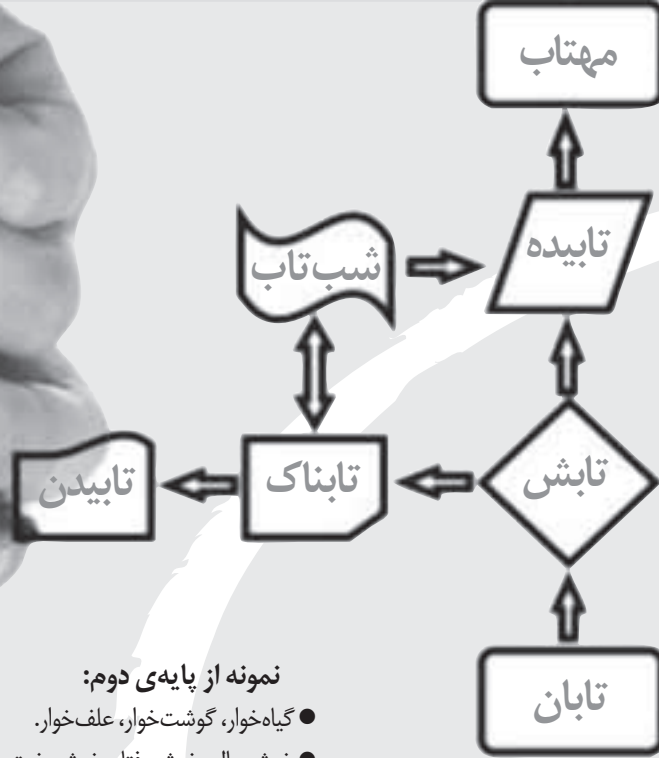 مهتاب
تابیده
شب‌تاب
تابش
تابناک
تابیدن
تابان
نمونه از پایه‌ی دوم:
● گیاه‌خوار، گوشت‌خوار، علف‌خوار.